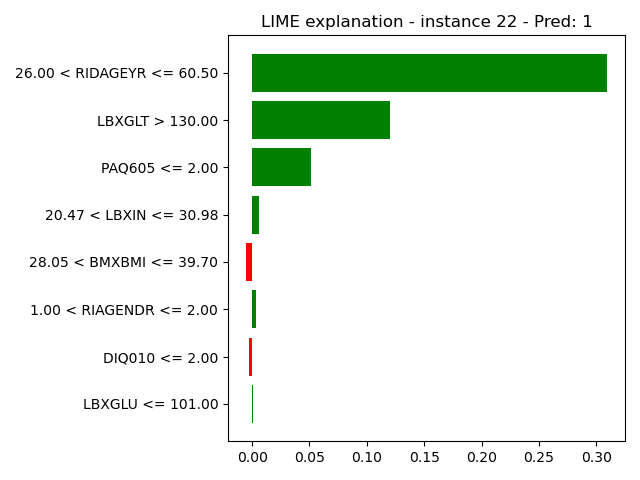 LIME explanation - instance 22 - Pred: 1
26.00 < RIDAGEYR <= 60.50
LBXGLT > 130.00
PAQ605 <= 2.00
20.47 < LBXIN <= 30.98
28.05 < BMXBMI <= 39.70
1.00 < RIAGENDR <= 2.00
DIQ010 <= 2.00
LBXGLU <= 101.00
0.00 0.05 0.10 0.15 0.20 0.25 0.30